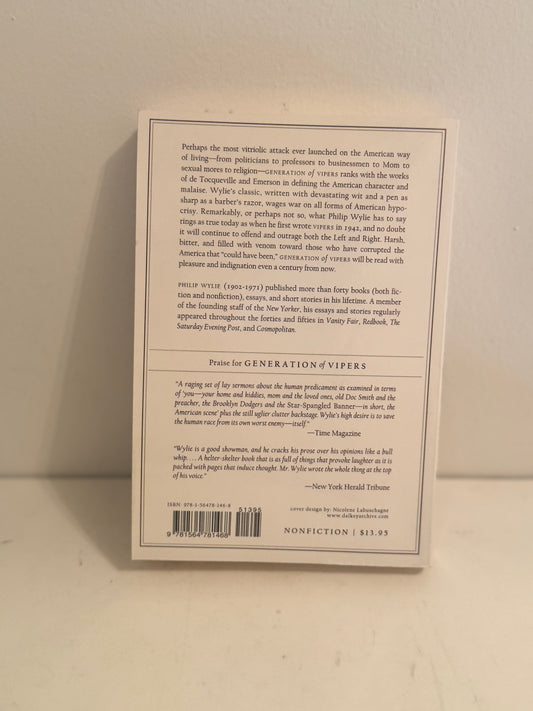 Perhaps the most vitriolic attack ever launched on the American way
of living—from politicians to professors to businessmen to Mom to
sexual mores to religion—GENERATION of VIPERS ranks with the works
of de Tocqueville and Emerson in defining the American character and
malaise. Wylie's classic, written with devastating wit and a pen as
sharp as a barber's razor, wages war on all forms of American hypo-
crisy. Remarkably, or perhaps not so, what Philip Wylie has to say
rings as true today as when he first wrote VIPERS in 1942, and no doubt
it will continue to offend and outrage both the Left and Right. Harsh,
bitter, and filled with venom toward those who have corrupted the
America that "could have been," GENERATION of VIPERS will be read with
pleasure and indignation even a century from now.
PHILIP WYLIE (1902-1971) published more than forty books (both fic-
tion and nonfiction), essays, and short stories in his lifetime. A member
of the founding staff of the New Yorker, his essays and stories regularly
appeared throughout the forties and fifties in Vanity Fair, Redbook, The
Saturday Evening Post, and Cosmopolitan.
Praise for GENERATION of VIPERS
"A raging set of lay sermons about the human predicament as examined in terms
of 'you—your home and kiddies, mom and the loved ones, old Doc Smith and the
preacher, the Brooklyn Dodgers and the Star-Spangled Banner—in short, the
American scene' plus the still uglier clutter backstage. Wylie's high desire is to save
the human race from its own worst enemy—itself."
—Time Magazine
"Wylie is a good showman, and he cracks his prose over his opinions like a bull
whip. . . . A helter-skelter book that is as full of things that provoke laughter as it is
packed with pages that induce thought. Mr. Wylie wrote the whole thing at the top
of his voice."
—New York Herald Tribune
ISBN: 978-1-56478-146-8
51395
9 781564 781468
cover design by: Nicolene Labuschagne
www.dalkeyarchive.com
NONFICTION | $13.95